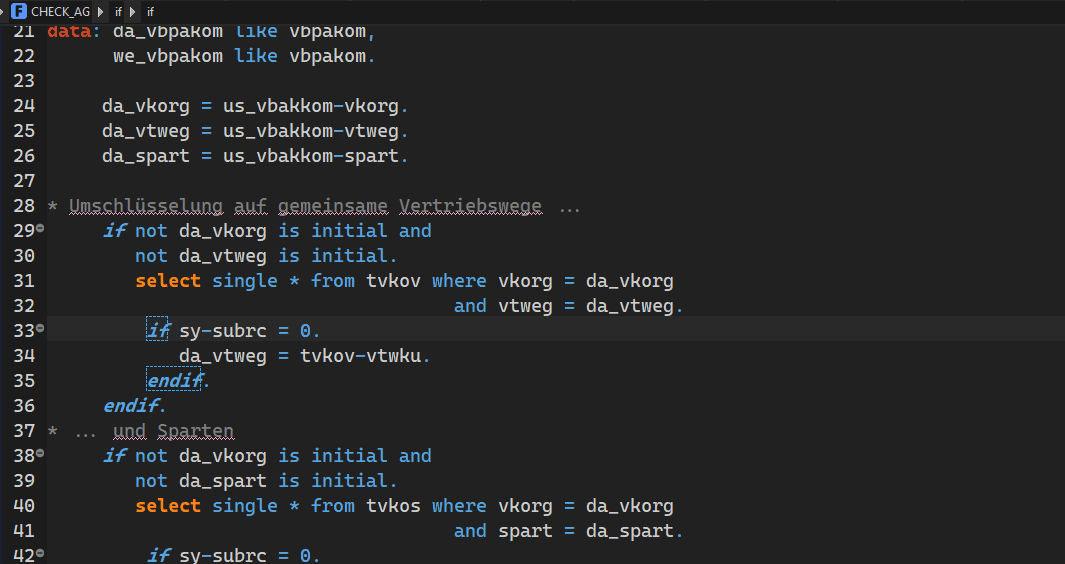 F CHECK_AG if if
21 data: da_vbpakom like vbpakom,
22 we_vbpakom like vbpakom.
23
24 da_vkorg = us_vbakkom-vkorg.
25 da_vtweg = us_vbakkom-vtweg.
26 da_spart = us_vbakkom-spart.
27
28 * Umschlüsselung auf gemeinsame Vertriebswege ...
29 if not da_vkorg is initial and
30 not da_vtweg is initial.
31 select single * from tvkov where vkorg = da_vkorg
32 and vtweg = da_vtweg.
33 if sy-subrc = 0.
34 da_vtweg = tvkov-vtwku.
35 endif.
36 endif.
37 * ... und Sparten
38 if not da_vkorg is initial and
39 not da_spart is initial.
40 select single * from tvkos where vkorg = da_vkorg
41 and spart = da_spart.
42 if sy-subrc = 0.